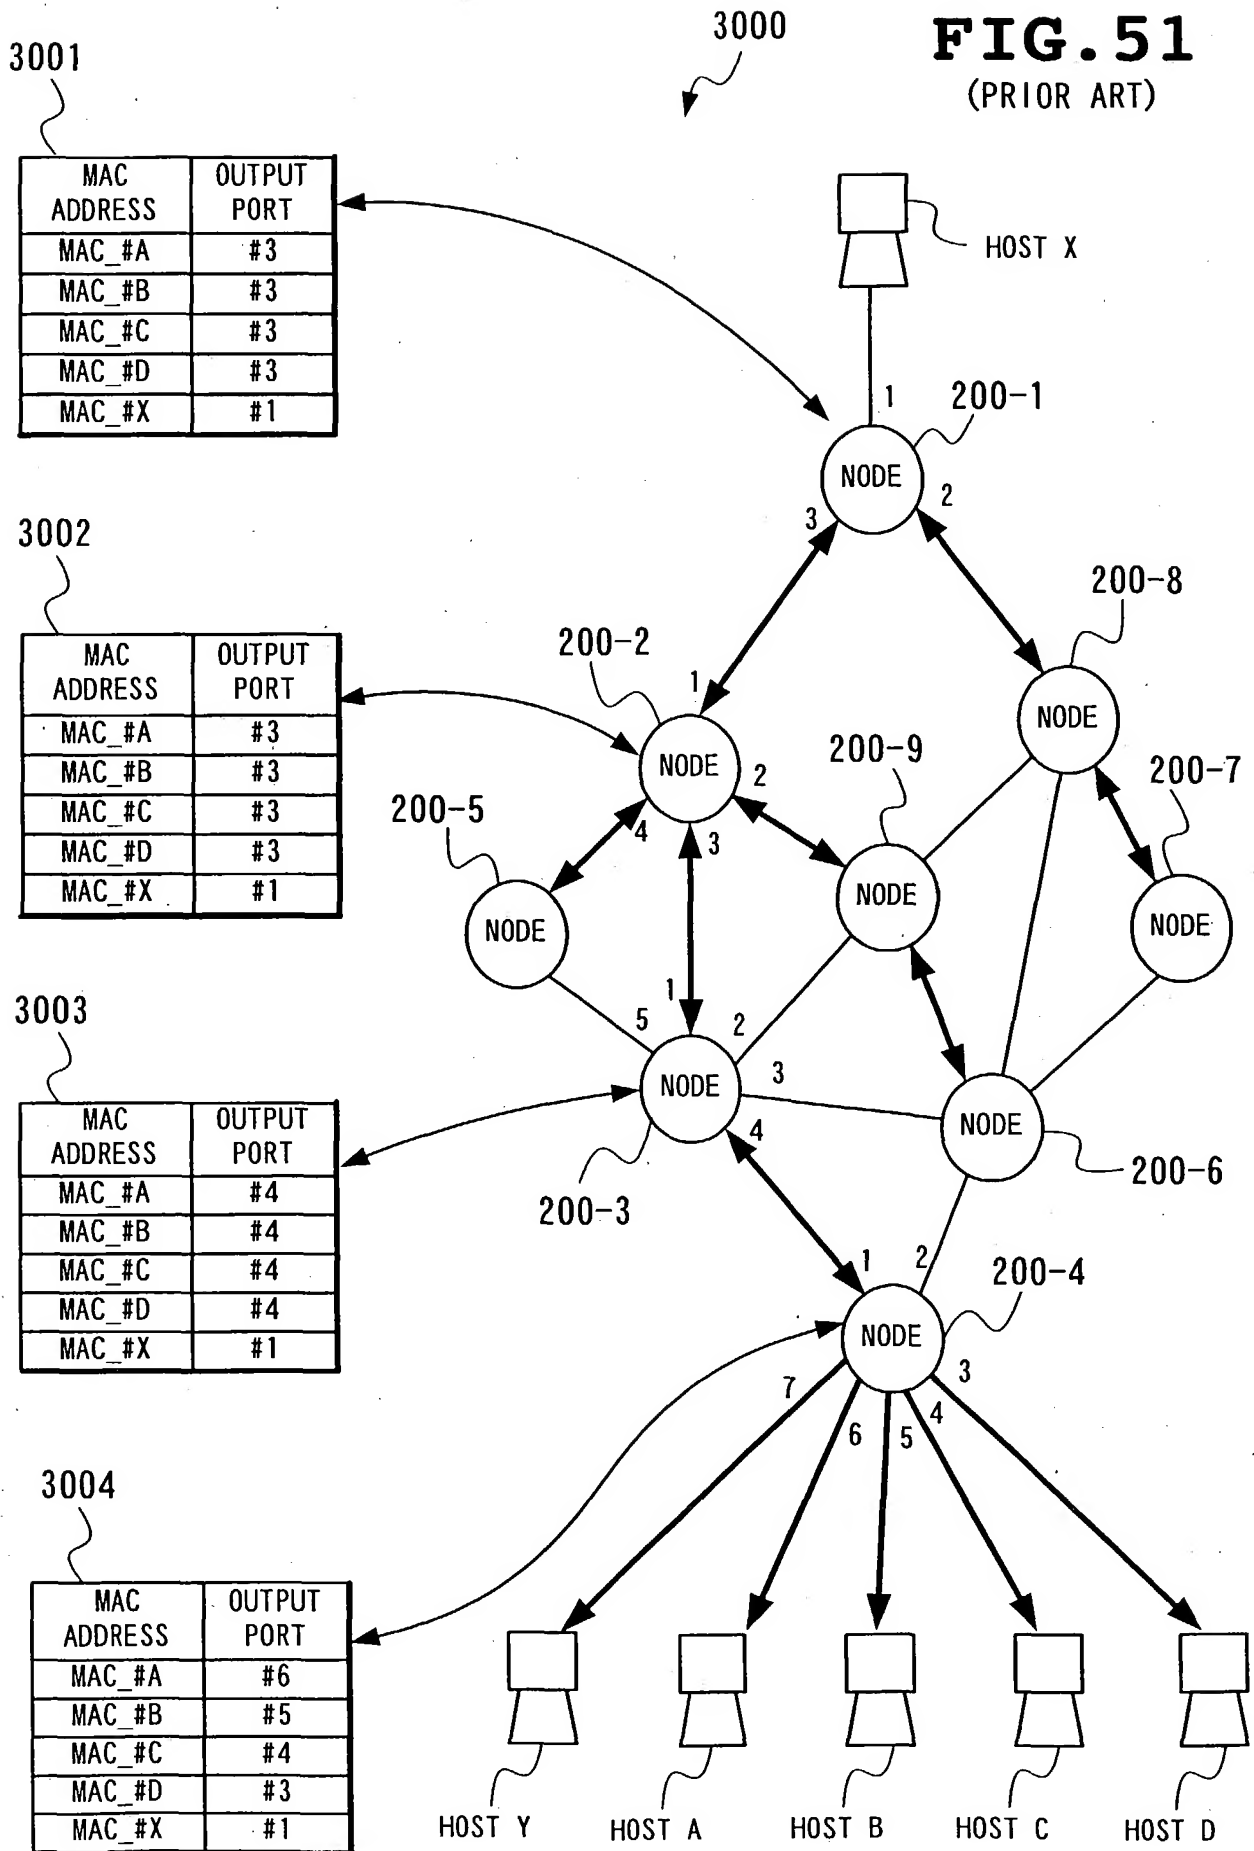 FIG.51
(PRIOR ART)
3000
3001
MAC ADDRESS OUTPUT PORT
MAC_#A #3
MAC_#B #3
MAC_#C #3
MAC_#D #3
MAC_#X #1
HOST X
1
200-1
NODE
2
3
3002
MAC ADDRESS OUTPUT PORT
MAC_#A #3
MAC_#B #3
MAC_#C #3
MAC_#D #3
MAC_#X #1
200-8
NODE
200-2
1
NODE
2
4
3
200-9
NODE
200-7
NODE
200-5
NODE
3003
MAC ADDRESS OUTPUT PORT
MAC_#A #4
MAC_#B #4
MAC_#C #4
MAC_#D #4
MAC_#X #1
1
5
2
NODE
3
4
200-3
NODE
200-6
1
2
200-4
NODE
7
6
5
4
3
3004
MAC ADDRESS OUTPUT PORT
MAC_#A #6
MAC_#B #5
MAC_#C #4
MAC_#D #3
MAC_#X #1
HOST Y
HOST A
HOST B
HOST C
HOST D